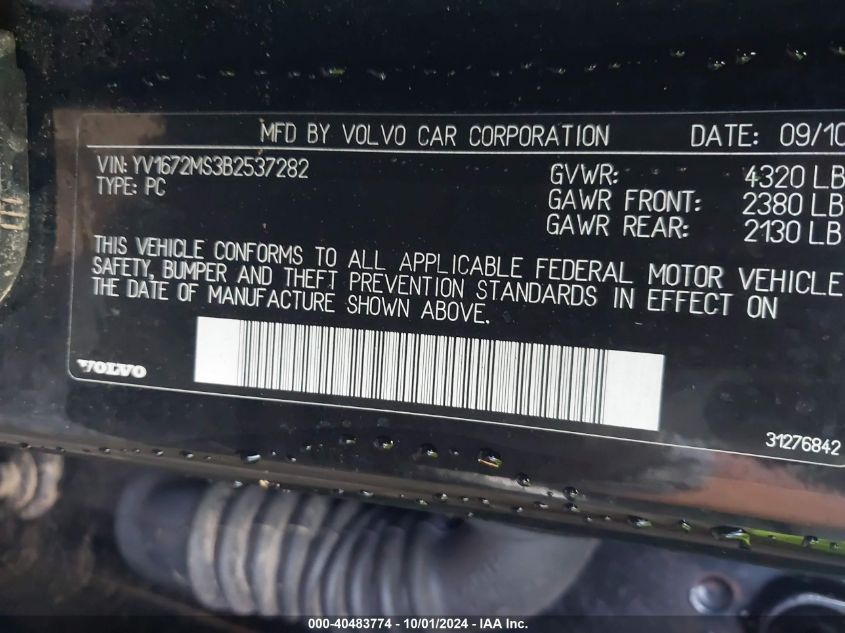 MFD BY VOLVO CAR CORPORATION DATE: 09/10
VIN: YV1672MS3B2537282
TYPE: PC
GVWR: 4320 LB
GAWR FRONT: 2380 LB
GAWR REAR: 2130 LB
THIS VEHICLE CONFORMS TO ALL APPLICABLE FEDERAL MOTOR VEHICLE
SAFETY, BUMPER AND THEFT PREVENTION STANDARDS IN EFFECT ON
THE DATE OF MANUFACTURE SHOWN ABOVE.
VOLVO
31276842
000-40483774 - 10/01/2024 - IAA Inc.